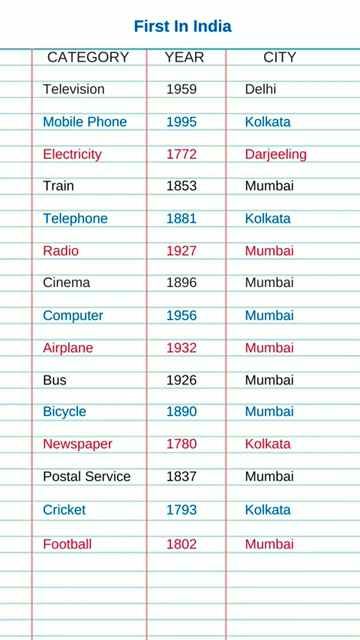 First In India
CATEGORY YEAR CITY
Television 1959 Delhi
Mobile Phone 1995 Kolkata
Electricity 1772 Darjeeling
Train 1853 Mumbai
Telephone 1881 Kolkata
Radio 1927 Mumbai
Cinema 1896 Mumbai
Computer 1956 Mumbai
Airplane 1932 Mumbai
Bus 1926 Mumbai
Bicycle 1890 Mumbai
Newspaper 1780 Kolkata
Postal Service 1837 Mumbai
Cricket 1793 Kolkata
Football 1802 Mumbai